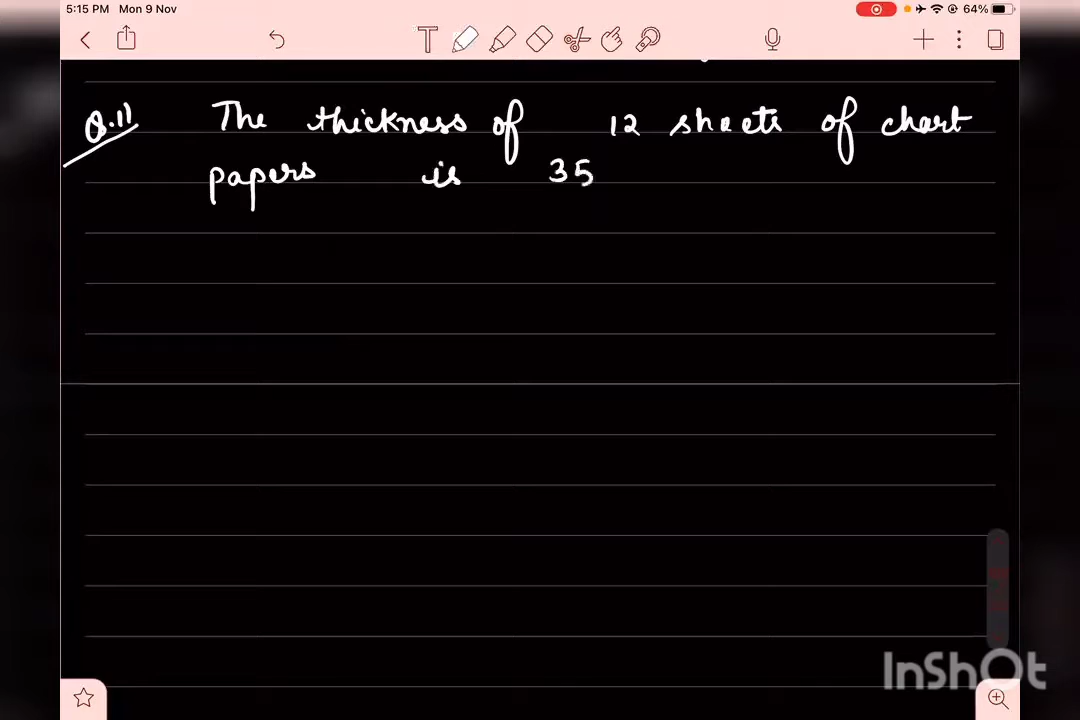 5:15 PM Mon 9 Nov 64%
Q.11 The thickness of 12 sheets of chart
papers is 35
InShOt